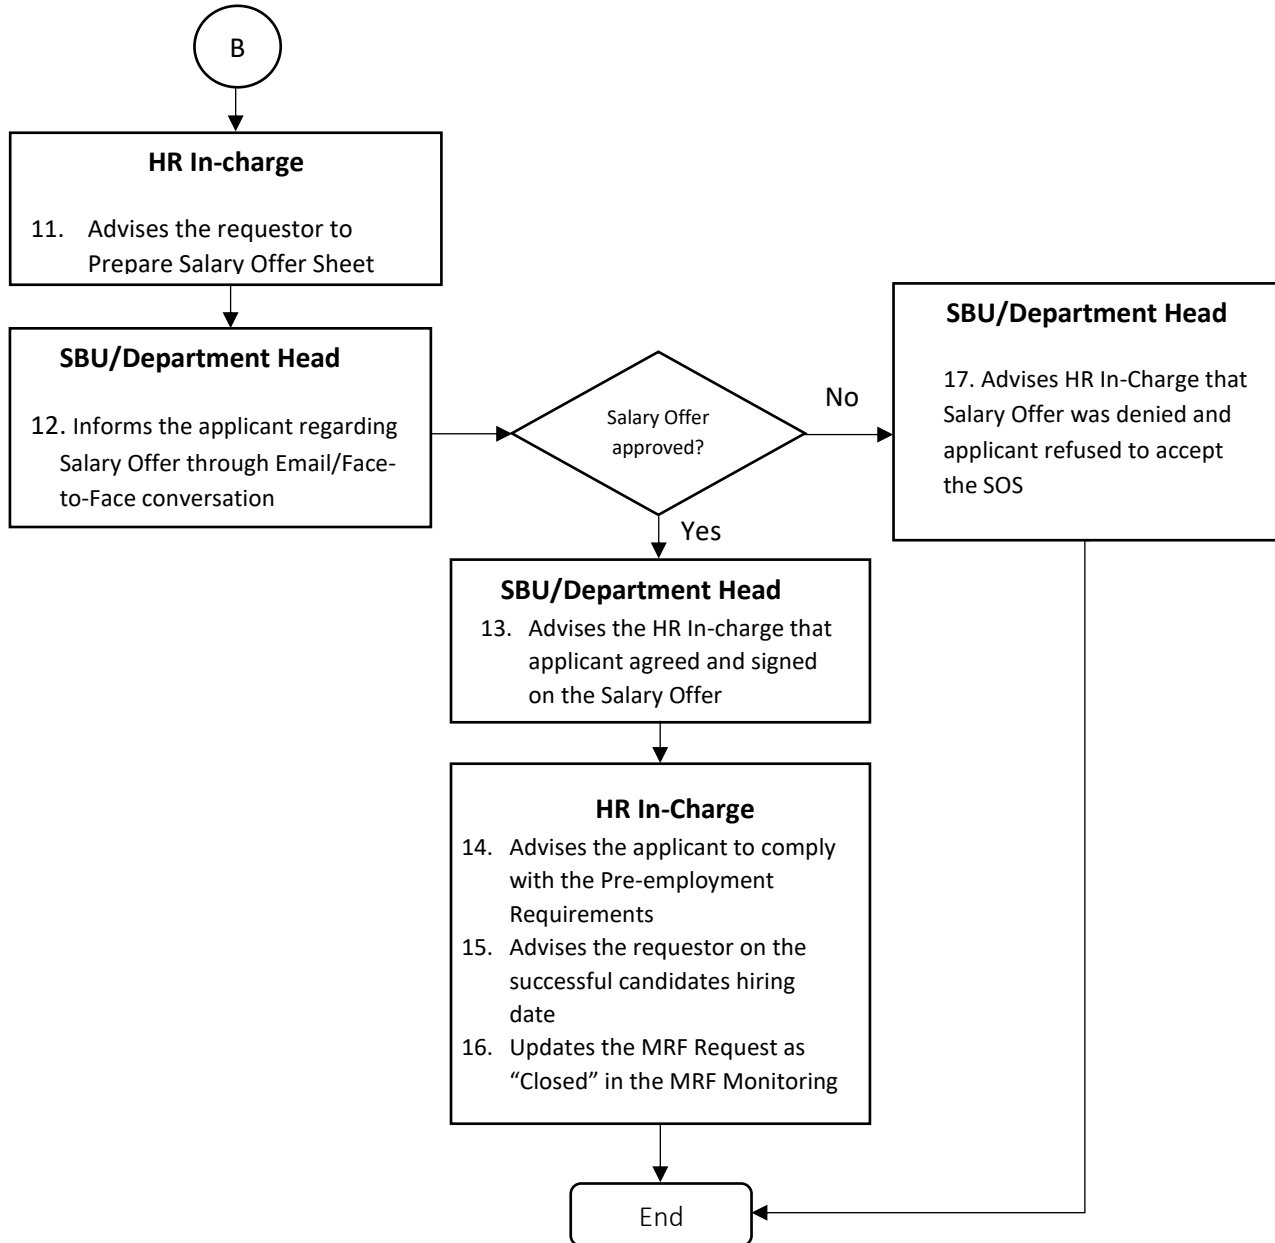 B
HR In-charge
11. Advises the requestor to
Prepare Salary Offer Sheet
SBU/Department Head
12. Informs the applicant regarding
Salary Offer through Email/Face-
to-Face conversation
Salary Offer
approved?
No
SBU/Department Head
17. Advises HR In-Charge that
Salary Offer was denied and
applicant refused to accept
the SOS
Yes
SBU/Department Head
13. Advises the HR In-charge that
applicant agreed and signed
on the Salary Offer
HR In-Charge
14. Advises the applicant to comply
with the Pre-employment
Requirements
15. Advises the requestor on the
successful candidates hiring
date
16. Updates the MRF Request as
“Closed” in the MRF Monitoring
End